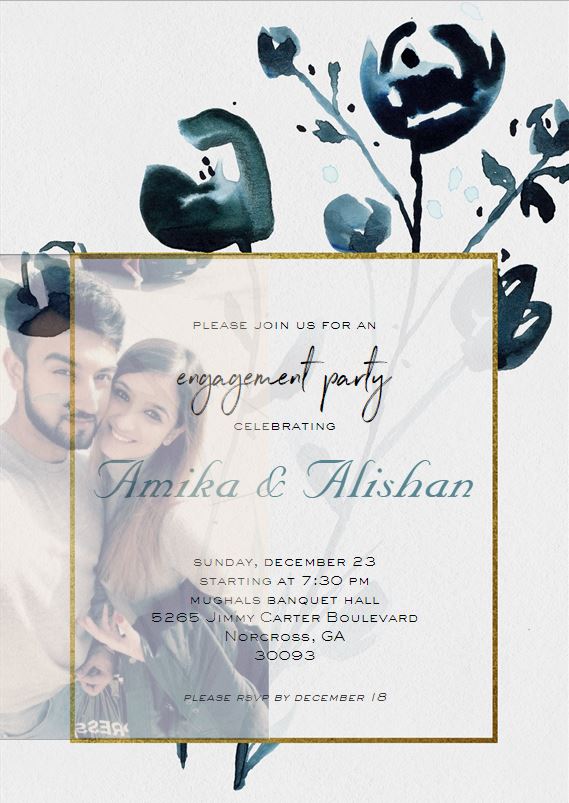 PLEASE JOIN US FOR AN
engagement party
CELEBRATING
Amika & Alishan
SUNDAY, DECEMBER 23
STARTING AT 7:30 PM
MUGHALS BANQUET HALL
5265 JIMMY CARTER BOULEVARD
NORCROSS, GA
30093
PLEASE RSVP BY DECEMBER 18